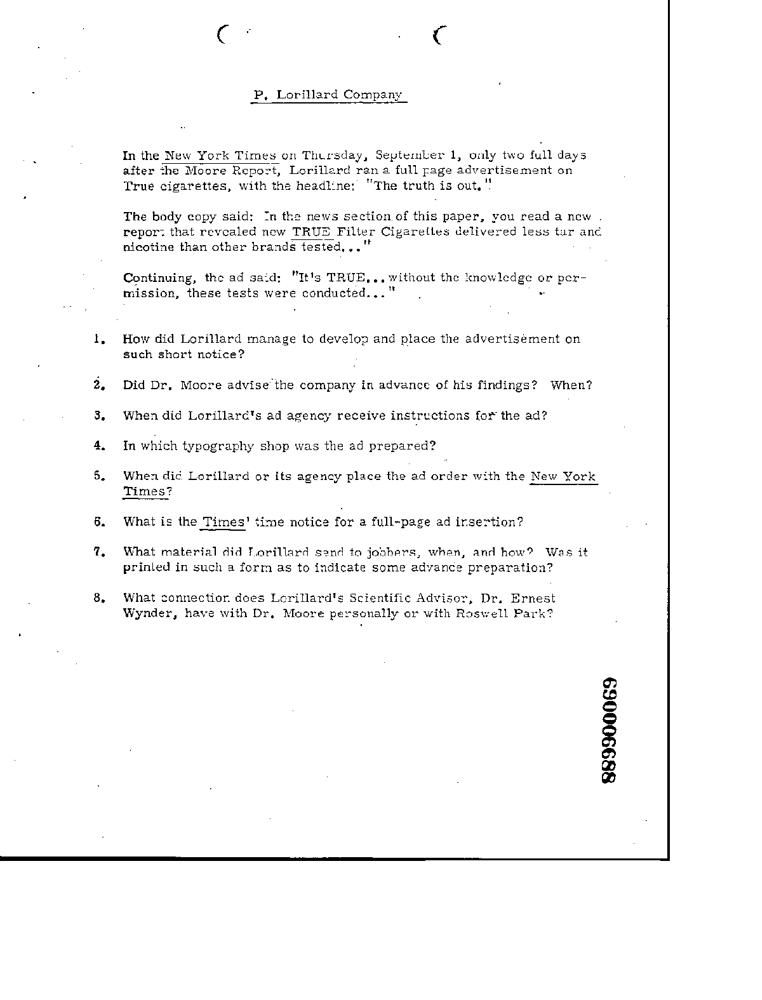 P. Lorillard Company
In the New York Times on Thursday, September 1, only two full days
after the Moore Report, Lorillard ran a full page advertisement on
True cigarettes, with the headline: "The truth is out."
The body copy said: In the news section of this paper, you read a new
report that revealed new TRUE Filter Cigarettes delivered less tar and
nicotine than other brands tested..."
Continuing, the ad said: "It's TRUE...without the knowledge or per-
mission, these tests were conducted..."
1. How did Lorillard manage to develop and place the advertisement on
such short notice?
2. Did Dr. Moore advise the company in advance of his findings? When?
3. When did Lorillard's ad agency receive instructions for the ad?
4. In which typography shop was the ad prepared?
5. When did Lorillard or its agency place the ad order with the New York
Times?
6. What is the Times' time notice for a full-page ad insertion?
7. What material did Lorillard send to jobbers, when, and how? Was it
printed in such a form as to indicate some advance preparation?
8. What connection does Lorillard's Scientific Advisor, Dr. Ernest
Wynder, have with Dr. Moore personally or with Roswell Park?
690006688